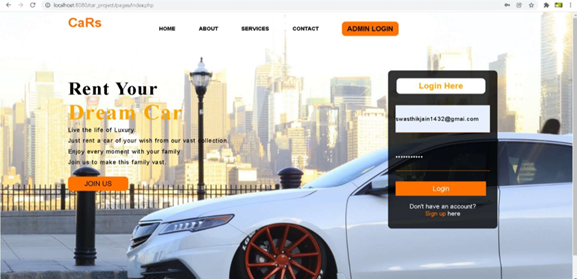 localhost:8080/car_project/pages/index.php
CaRs
HOME ABOUT SERVICES CONTACT ADMIN LOGIN
Rent Your
Dream Car
Live the life of Luxury.
Just rent a car of your wish from our vast collection.
Enjoy every moment with your family
Join us to make this family vast.
JOIN US
Login Here
swasthikjain1432@gmai.com
Login
Don't have an account?
Sign up here